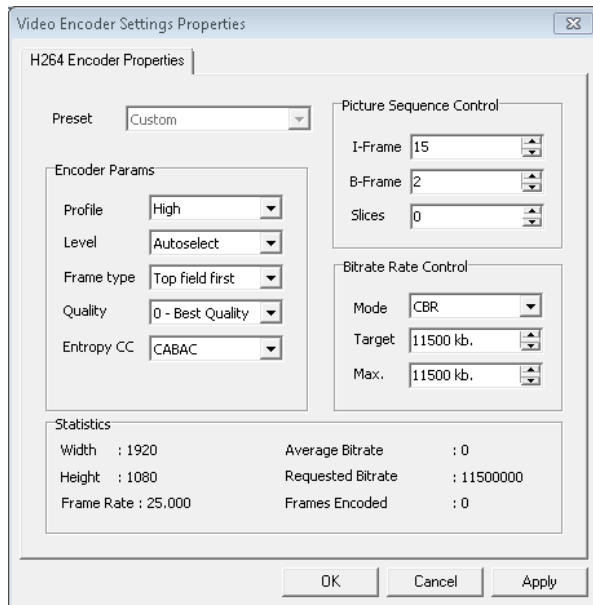 Video Encoder Settings Properties
H264 Encoder Properties
Preset Custom
Encoder Params
Profile High
Level Autoselect
Frame type Top field first
Quality 0 - Best Quality
Entropy CC CABAC
Picture Sequence Control
I-Frame 15
B-Frame 2
Slices 0
Bitrate Rate Control
Mode CBR
Target 11500 kb.
Max. 11500 kb.
Statistics
Width : 1920
Height : 1080
Frame Rate : 25.000
Average Bitrate : 0
Requested Bitrate : 11500000
Frames Encoded : 0
OK Cancel Apply